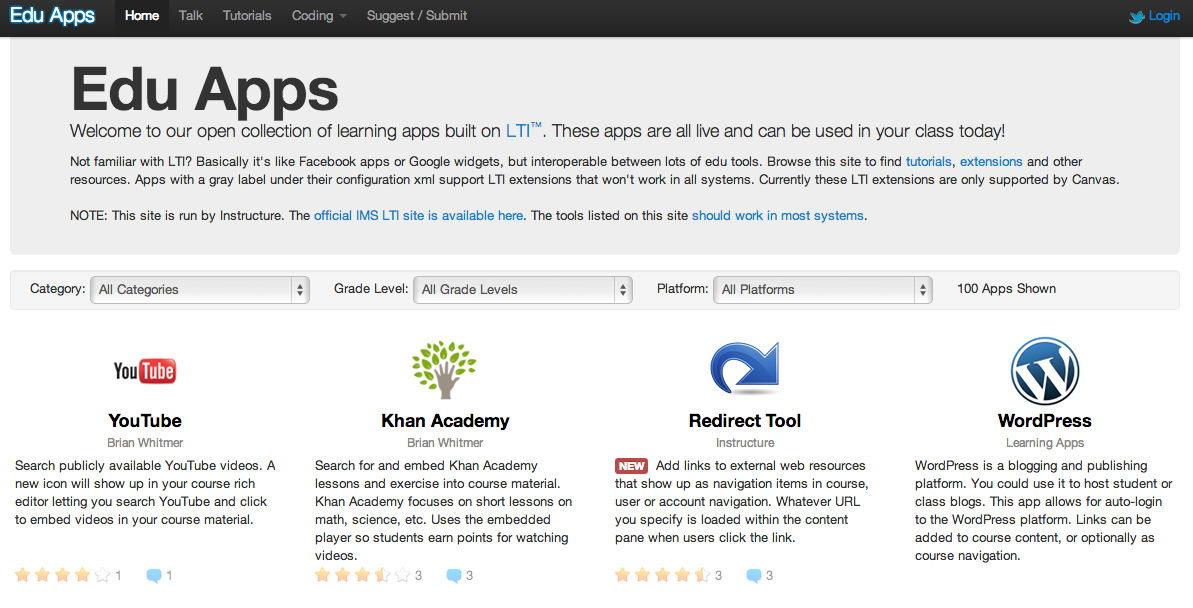 Edu Apps Home Talk Tutorials Coding Suggest / Submit Login
Edu Apps
Welcome to our open collection of learning apps built on LTI™. These apps are all live and can be used in your class today!
Not familiar with LTI? Basically it's like Facebook apps or Google widgets, but interoperable between lots of edu tools. Browse this site to find tutorials, extensions and other
resources. Apps with a gray label under their configuration xml support LTI extensions that won't work in all systems. Currently these LTI extensions are only supported by Canvas.
NOTE: This site is run by Instructure. The official IMS LTI site is available here. The tools listed on this site should work in most systems.
Category: All Categories Grade Level: All Grade Levels Platform: All Platforms 100 Apps Shown
YouTube
YouTube
Brian Whitmer
Search publicly available YouTube videos. A
new icon will show up in your course rich
editor letting you search YouTube and click
to embed videos in your course material.
1 1
Khan Academy
Brian Whitmer
Search for and embed Khan Academy
lessons and exercise into course material.
Khan Academy focuses on short lessons on
math, science, etc. Uses the embedded
player so students earn points for watching
videos.
3 3
Redirect Tool
Instructure
NEW Add links to external web resources
that show up as navigation items in course,
user or account navigation. Whatever URL
you specify is loaded within the content
pane when users click the link.
3 3
W
WordPress
Learning Apps
WordPress is a blogging and publishing
platform. You could use it to host student or
class blogs. This app allows for auto-login
to the WordPress platform. Links can be
added to course content, or optionally as
course navigation.